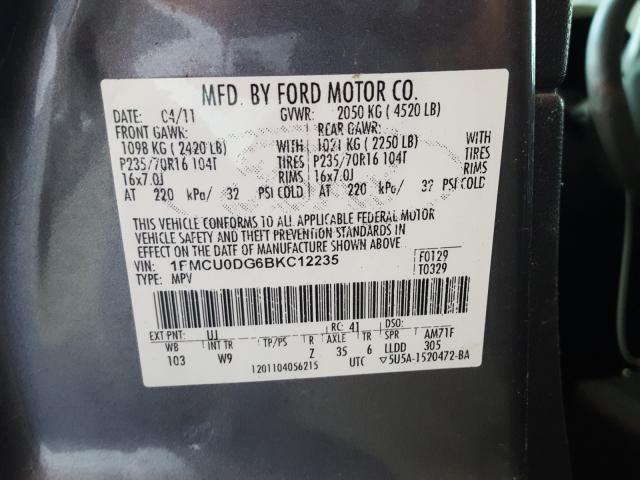 MFD. BY FORD MOTOR CO.
DATE: 04/11 GVWR: 2050 KG ( 4520 LB)
FRONT GAWR: REAR GAWR:
1098 KG ( 2420 LB) WITH 1021 KG ( 2250 LB) WITH
P235/70R16 104T TIRES P235/70R16 104T TIRES
16x7.0J RIMS 16x7.0J RIMS
AT 220 kPa/ 32 PSI COLD AT 220 kPa/ 32 PSI COLD
THIS VEHICLE CONFORMS TO ALL APPLICABLE FEDERAL MOTOR
VEHICLE SAFETY AND THEFT PREVENTION STANDARDS IN
EFFECT ON THE DATE OF MANUFACTURE SHOWN ABOVE.
VIN: 1FMCU0DG6BKC12235 F0129
TYPE: MPV T0329
EXT PNT: UJ RC: 41 DSO:
WB INT TR TP/PS R AXLE TR SPR AM71F
103 W9 Z 35 6 LLDD 305
1201104056215 UTC ▽5U5A-1520472-BA